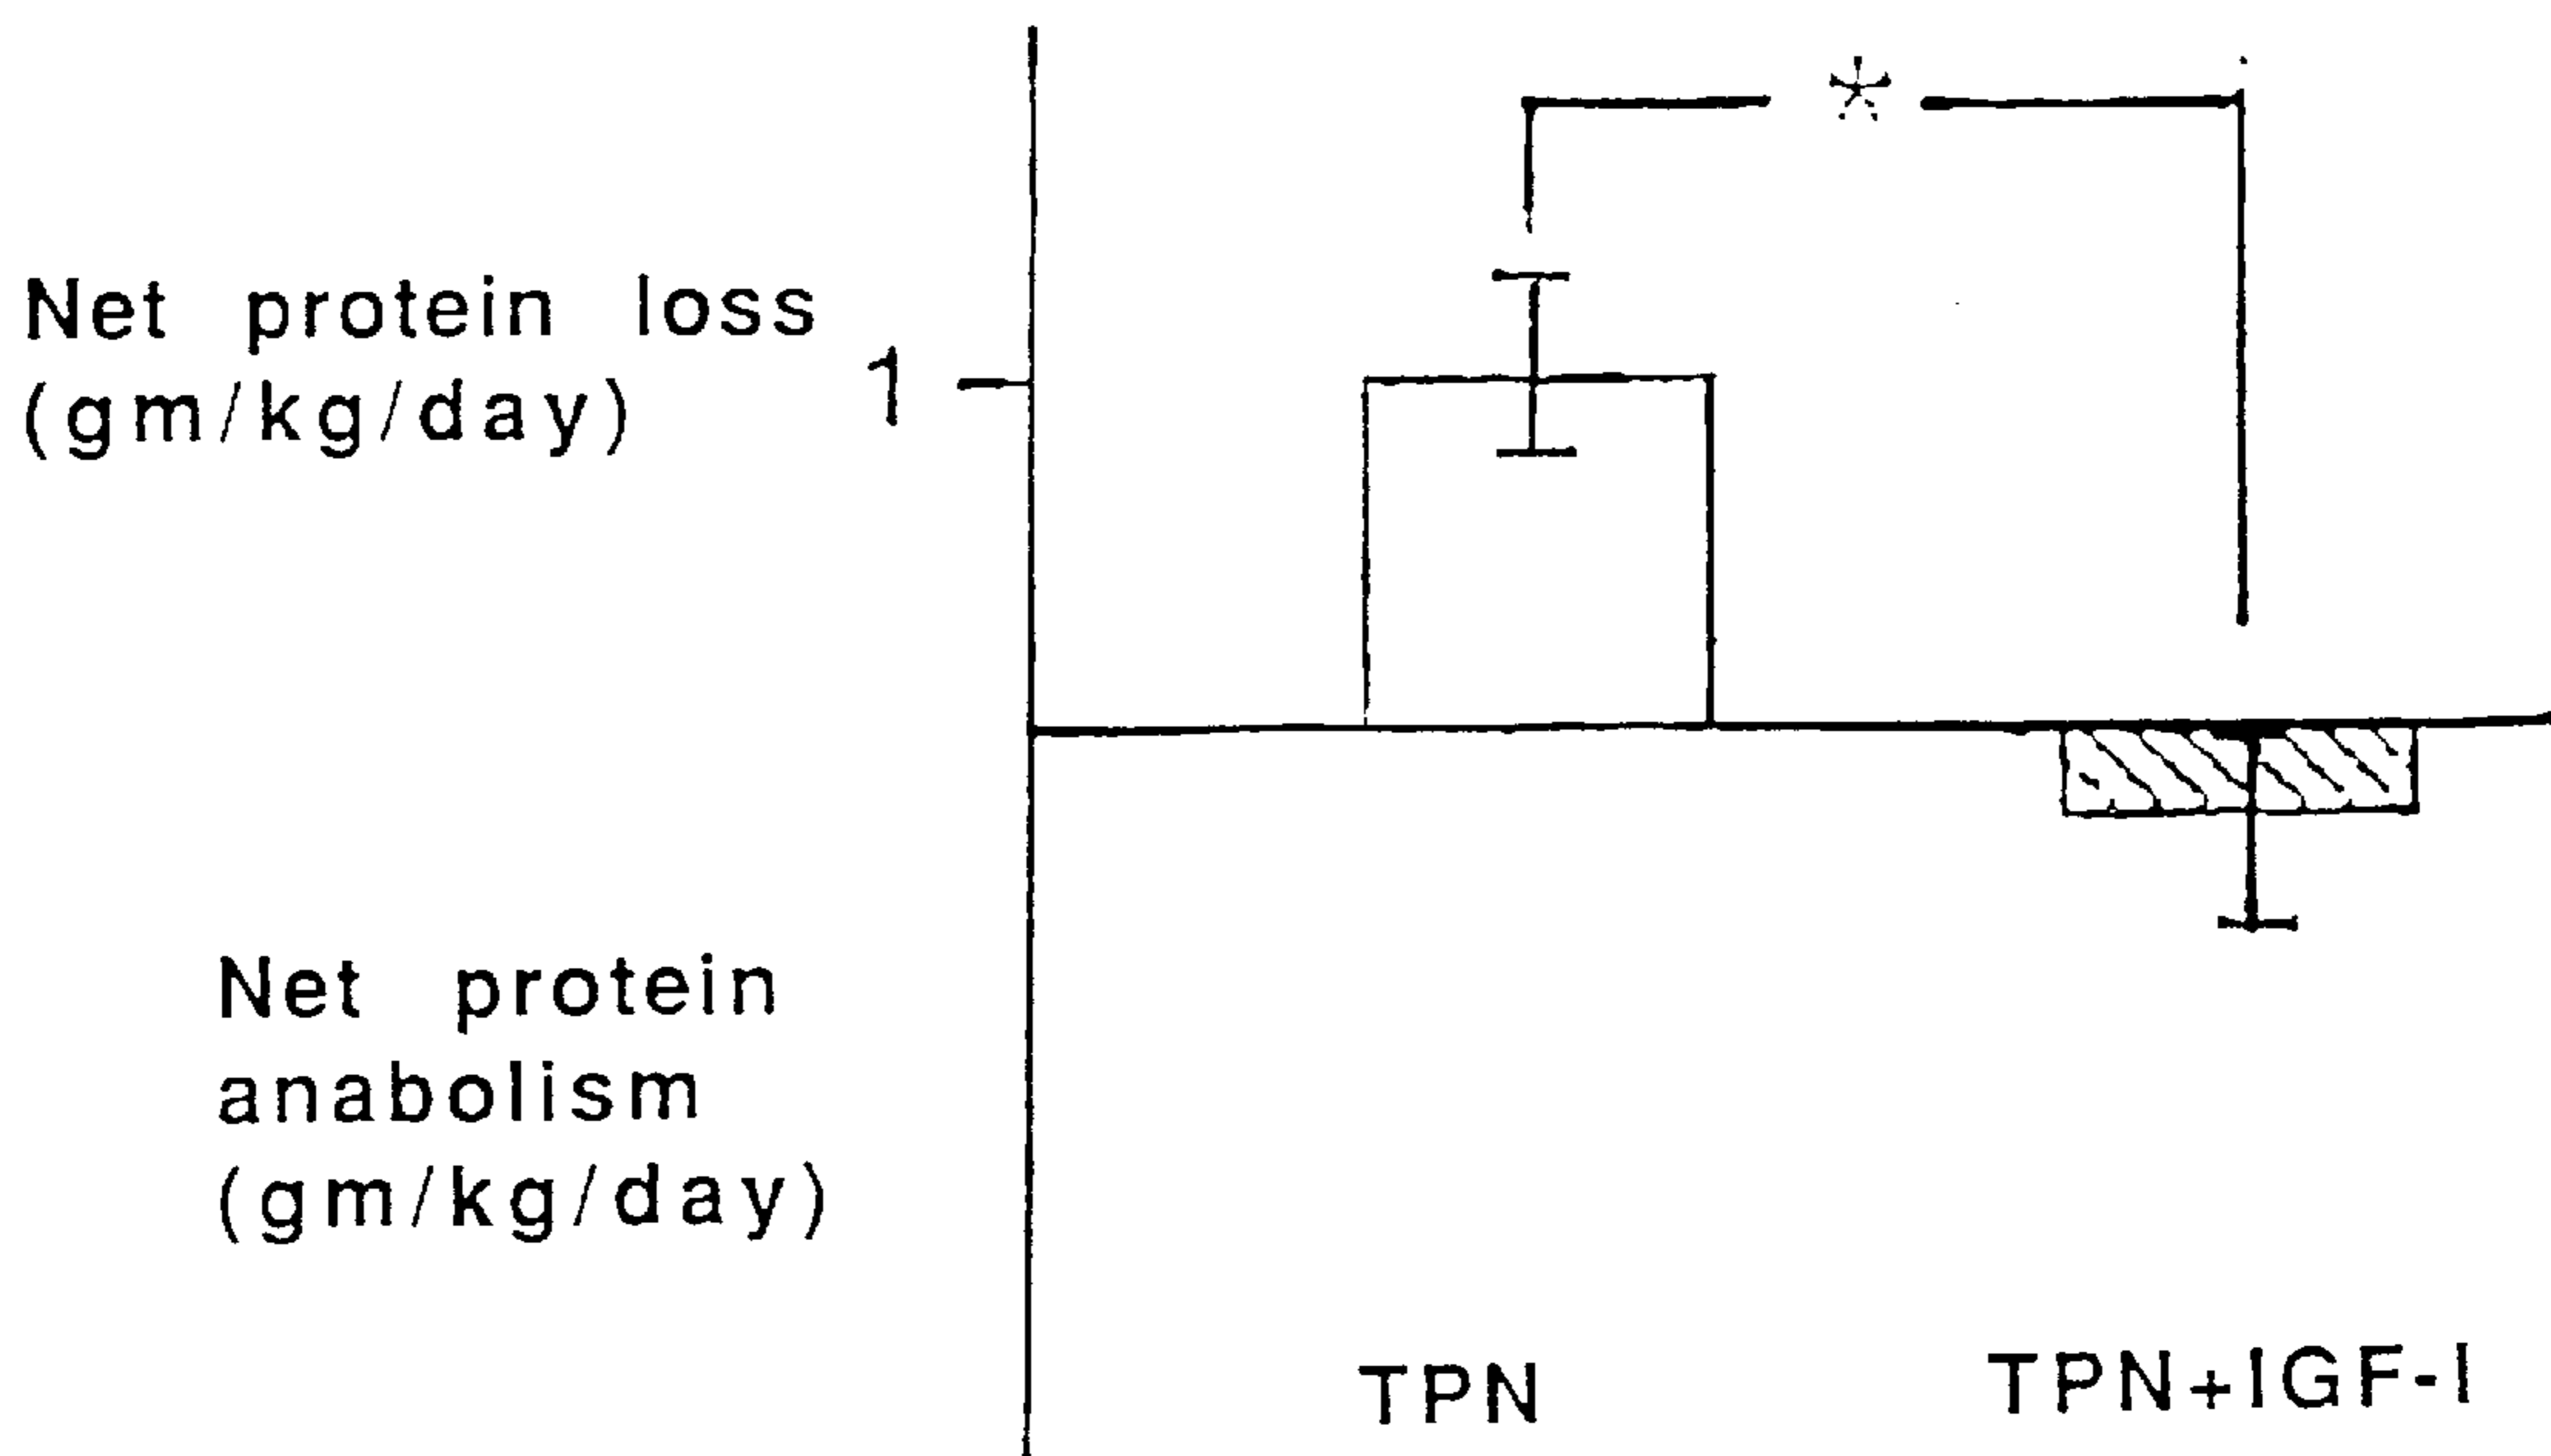 Net protein loss
(gm/kg/day)
1
*
Net protein
anabolism
(gm/kg/day)
TPN
TPN+IGF-I